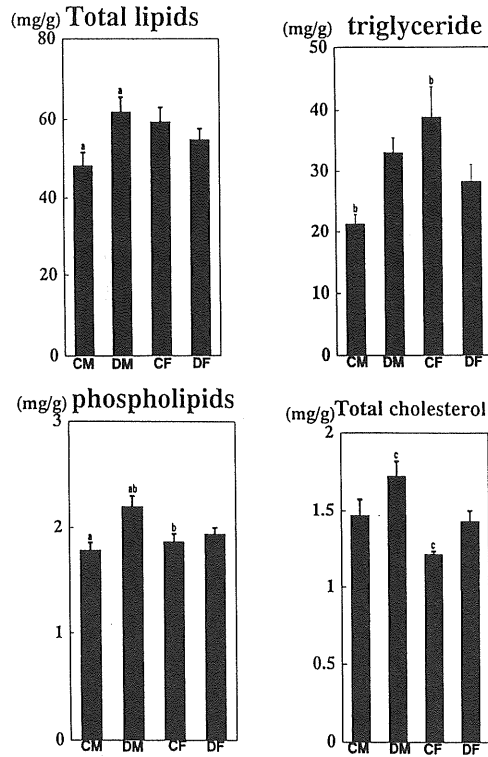 (mg/g) Total lipids
80
60
40
20
0
a
a
CM DM CF DF
(mg/g) triglyceride
50
40
30
20
10
0
b
b
CM DM CF DF
(mg/g) phospholipids
3
2
1
0
a
ab
b
CM DM CF DF
(mg/g) Total cholesterol
2
1.5
1
0.5
0
c
c
CM DM CF DF